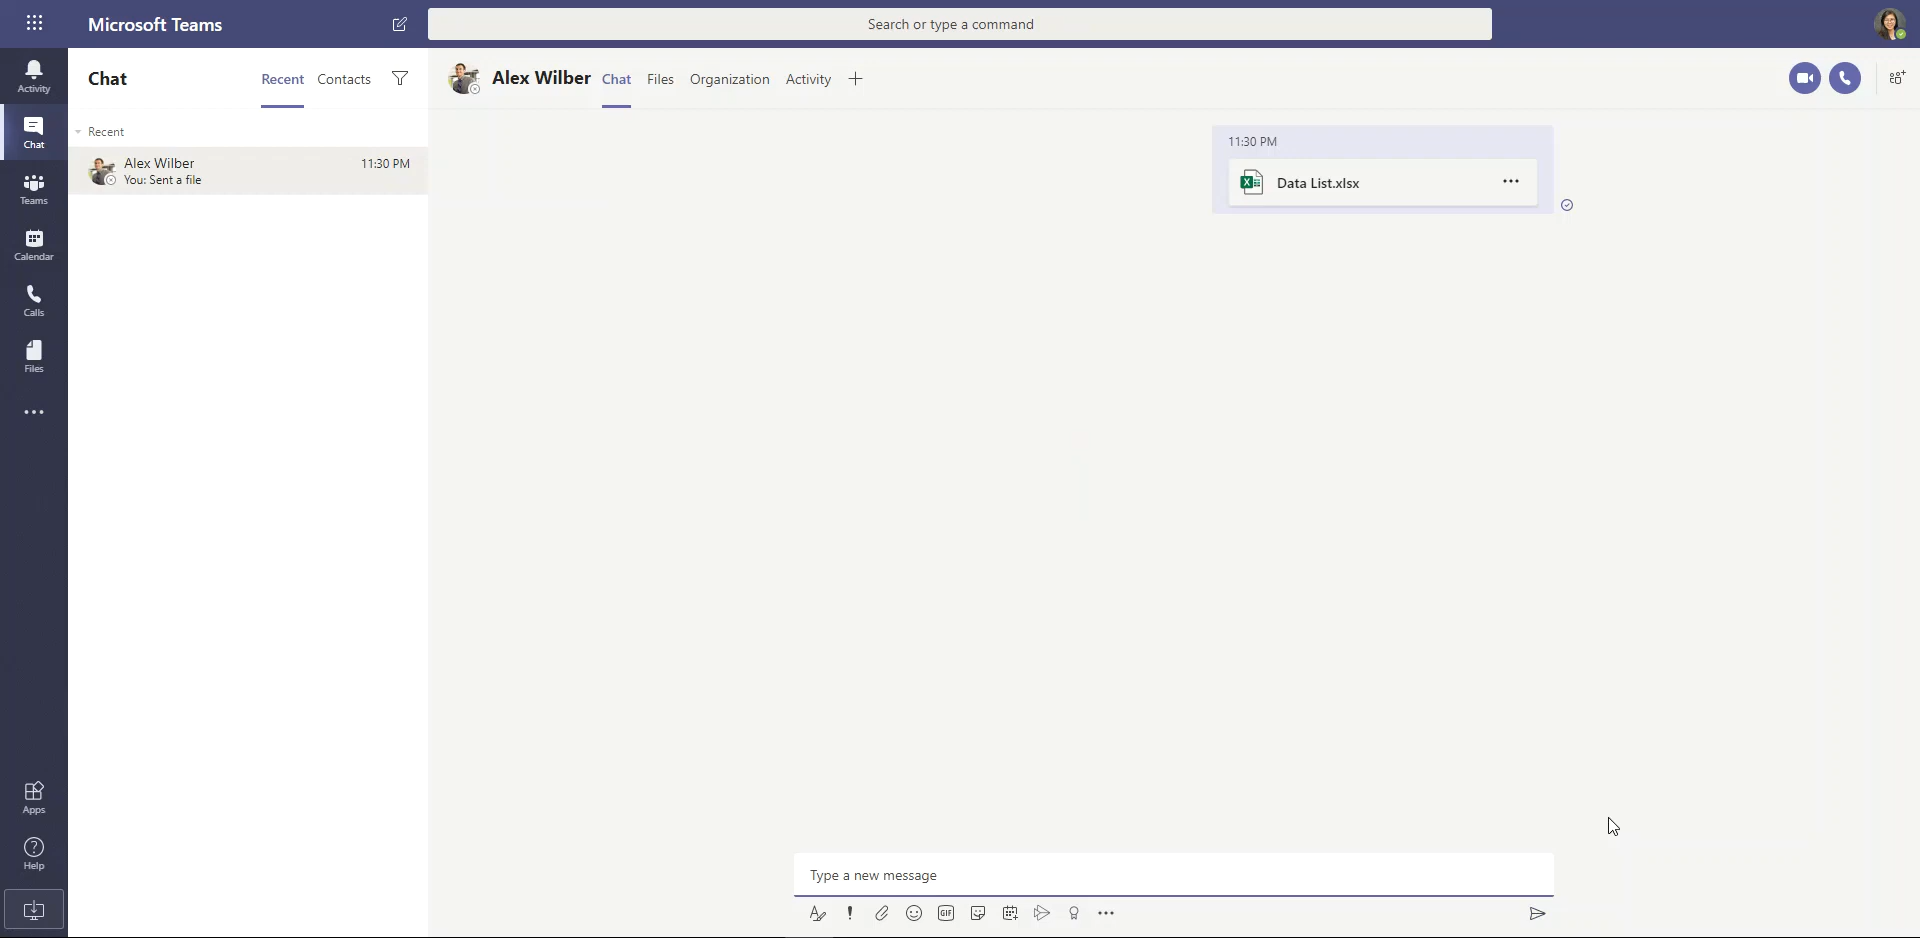 Microsoft Teams
Search or type a command
Activity
Chat
Teams
Calendar
Calls
Files
Apps
Help
Chat
Recent
Contacts
Recent
Alex Wilber
11:30 PM
You: Sent a file
Alex Wilber
Chat
Files
Organization
Activity
11:30 PM
Data List.xlsx
Type a new message
GIF